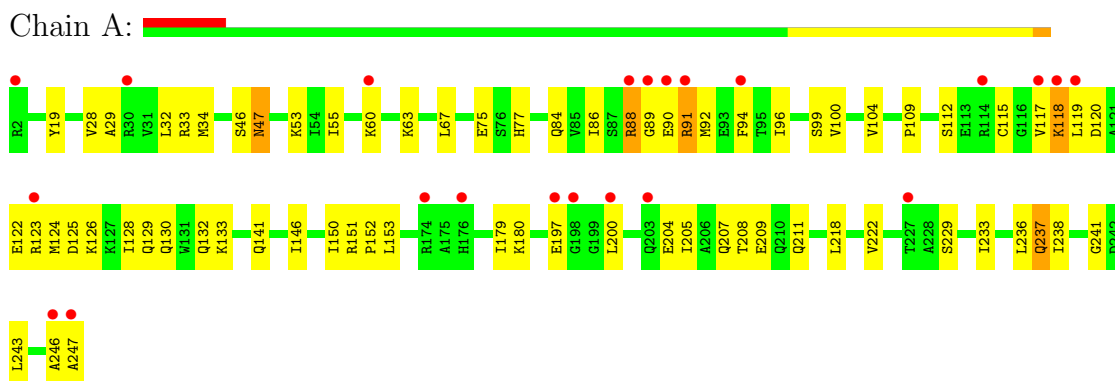 Chain A:
R2 Y19 V28 A29 R30 V31 L32 R33 M34 S46 N47 K53 I54 I55 K60 K63 L67 E75 S76 H77 Q84 V85 I86 S87 R88 G89 E90 R91 M92 E93 F94 T95 I96 S99 V100 V104 P109 S112 E113 R114 C115 G116 V117 K118 L119 D120
E122 R123 M124 D125 K126 K127 I128 Q129 Q130 W131 Q132 K133 Q141 I146 I150 R151 P152 L153 R174 A175 H176 I179 K180 E197 G198 G199 L200 Q203 E204 I205 A206 Q207 T208 E209 Q210 Q211 L218 V222 T227 A228 S229 I233 L236 Q237 I238 G241
L243 A246 A247